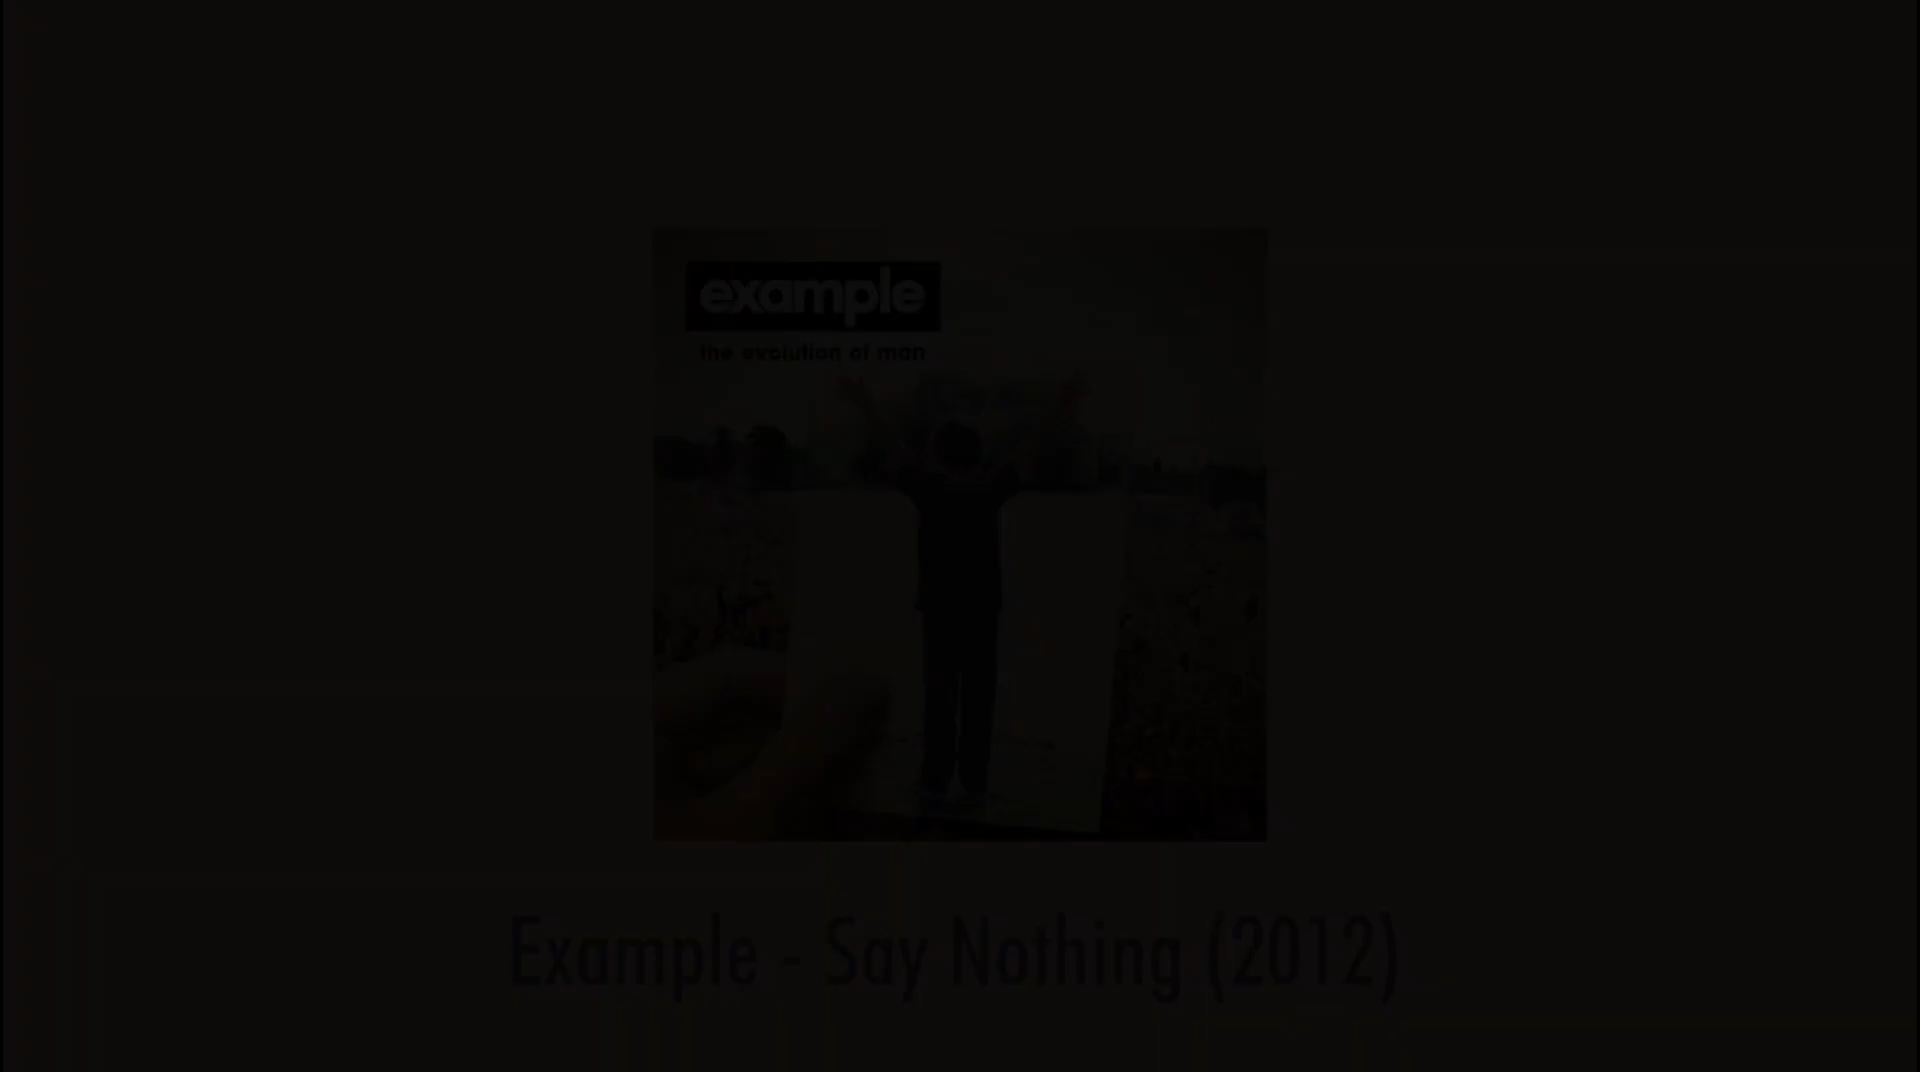 example
the evolution of man
Example - Say Nothing (2012)